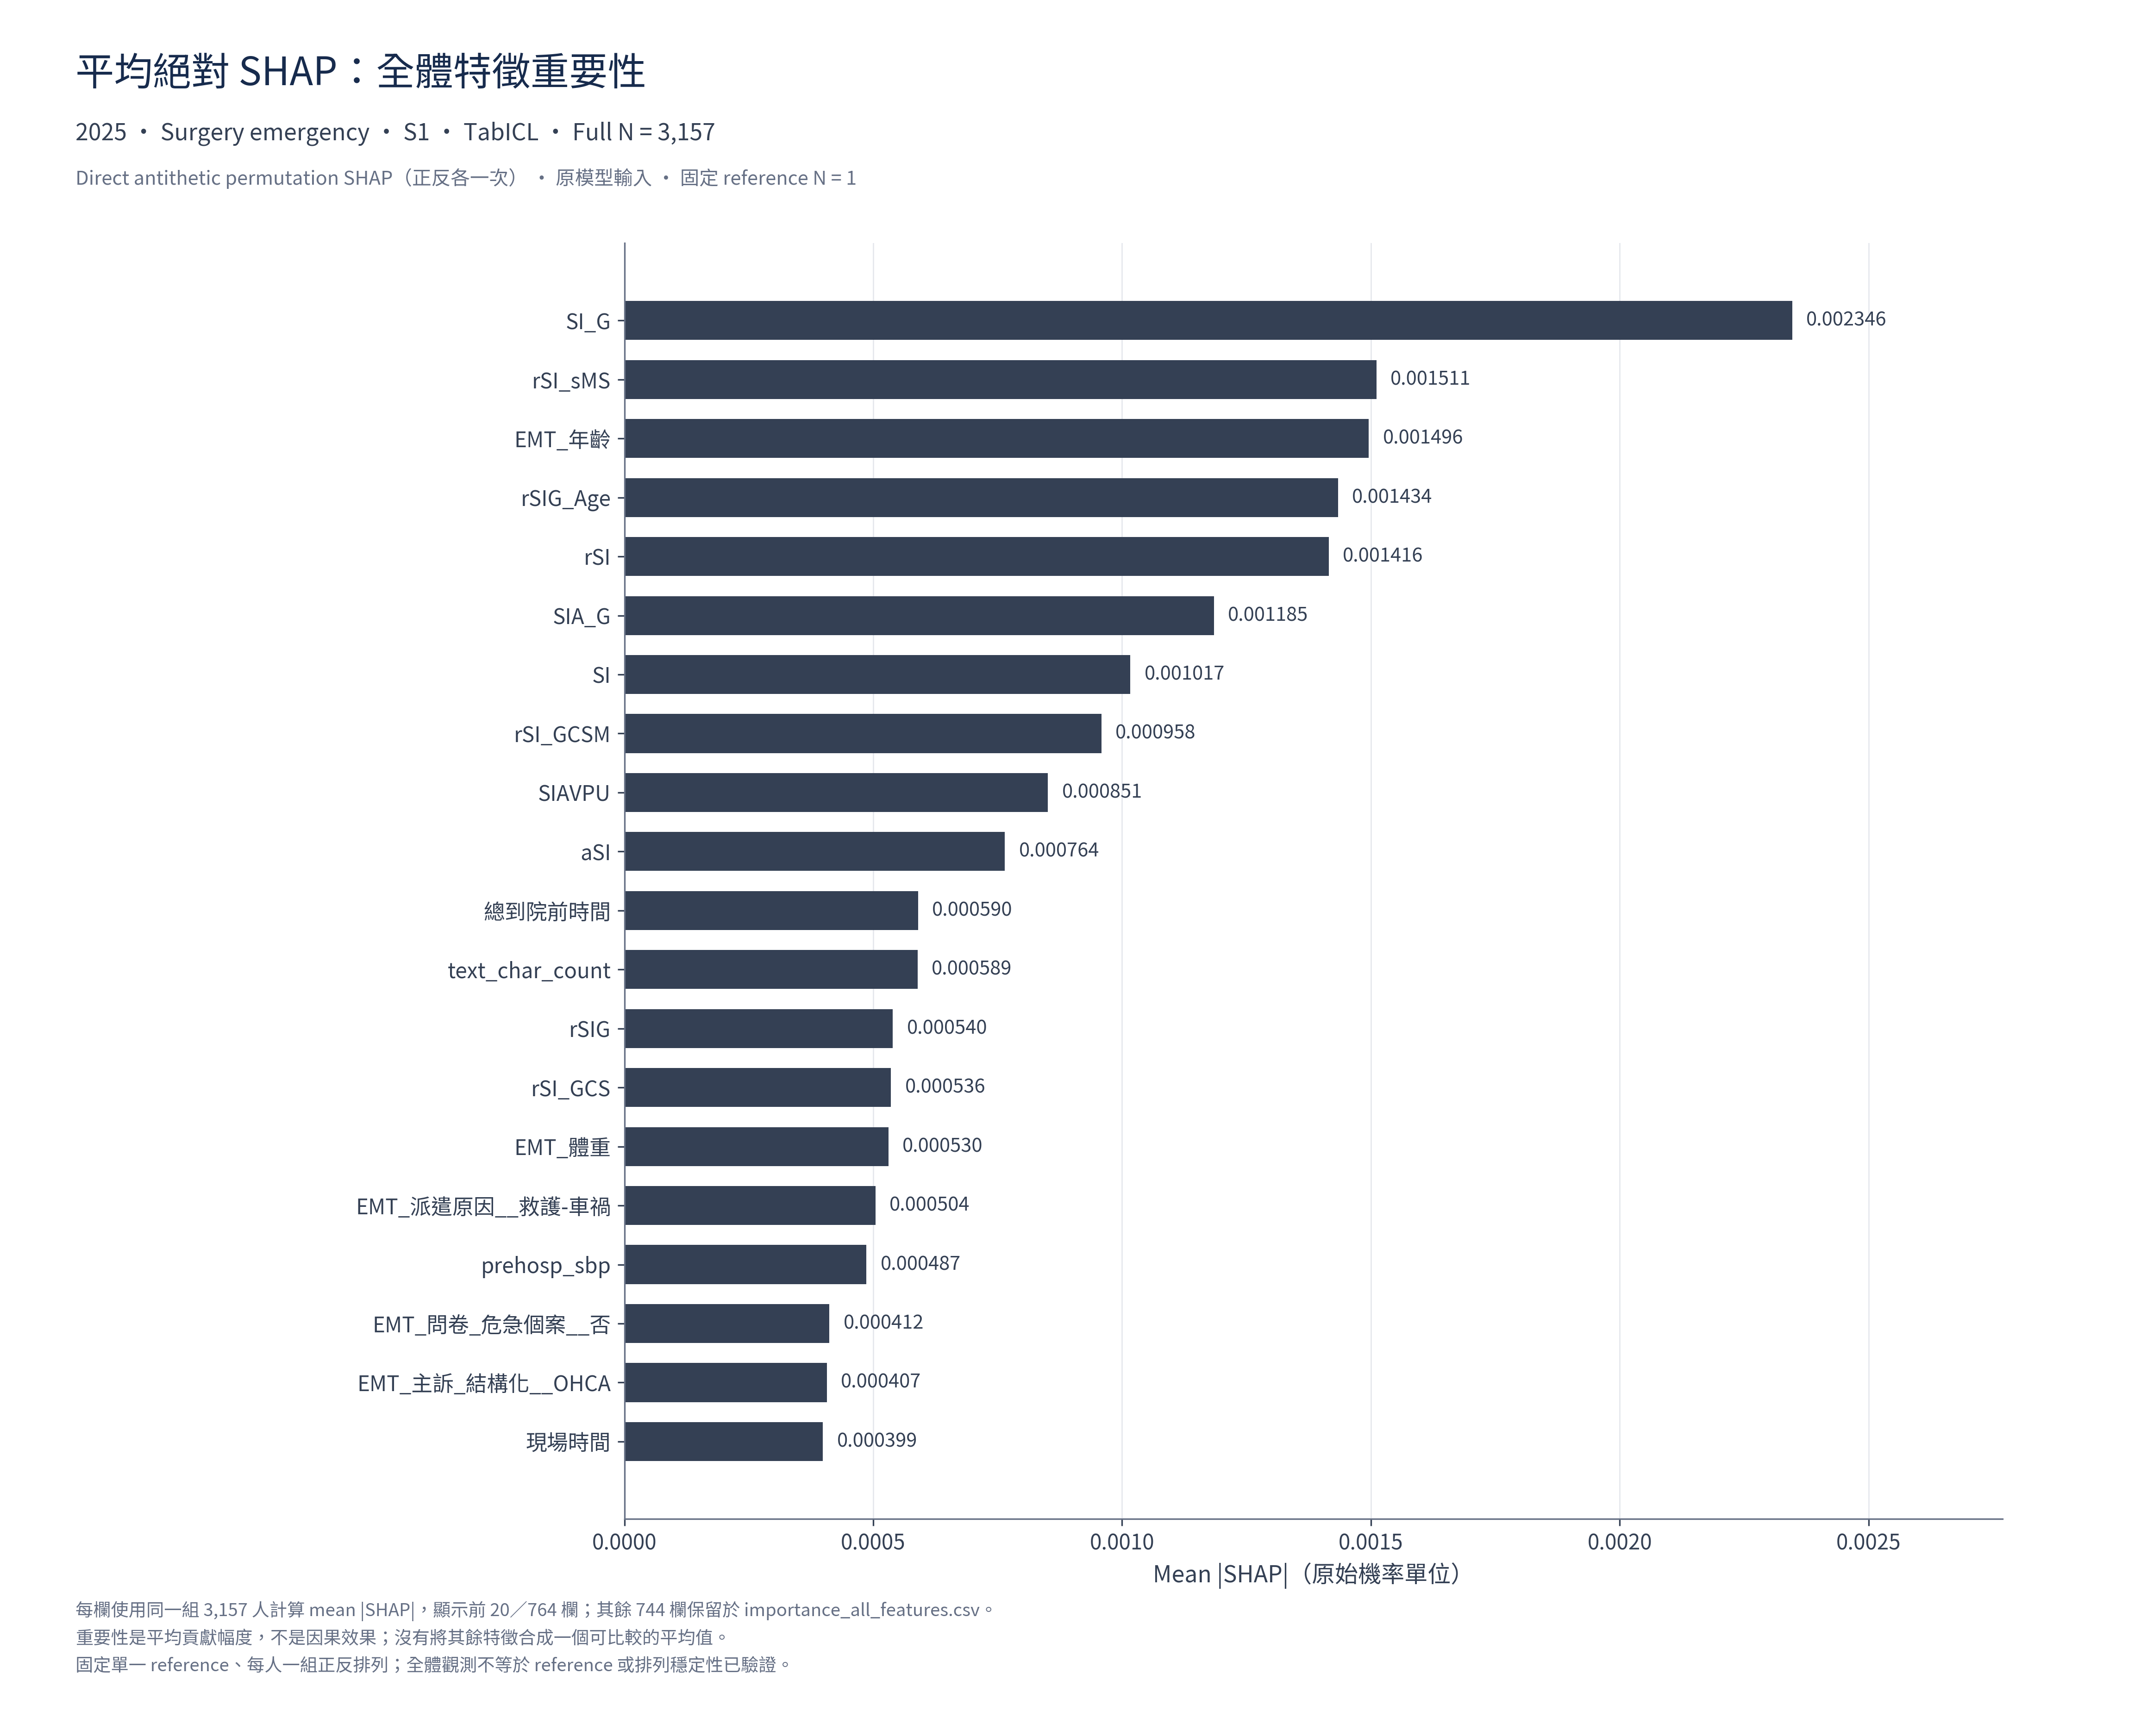 平均絕對 SHAP：全體特徵重要性
2025 · Surgery emergency · S1 · TabICL · Full N = 3,157
Direct antithetic permutation SHAP（正反各一次） · 原模型輸入 · 固定 reference N = 1
SI_G 0.002346
rSI_sMS 0.001511
EMT_年齡 0.001496
rSIG_Age 0.001434
rSI 0.001416
SIA_G 0.001185
SI 0.001017
rSI_GCSM 0.000958
SIAVPU 0.000851
aSI 0.000764
總到院前時間 0.000590
text_char_count 0.000589
rSIG 0.000540
rSI_GCS 0.000536
EMT_體重 0.000530
EMT_派遣原因__救護-車禍 0.000504
prehosp_sbp 0.000487
EMT_問卷_危急個案__否 0.000412
EMT_主訴_結構化__OHCA 0.000407
現場時間 0.000399
0.0000 0.0005 0.0010 0.0015 0.0020 0.0025
Mean |SHAP|（原始機率單位）
每欄使用同一組 3,157 人計算 mean |SHAP|，顯示前 20／764 欄；其餘 744 欄保留於 importance_all_features.csv。
重要性是平均貢獻幅度，不是因果效果；沒有將其餘特徵合成一個可比較的平均值。
固定單一 reference、每人一組正反排列；全體觀測不等於 reference 或排列穩定性已驗證。